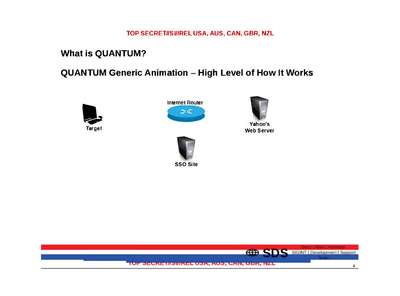 TOP SECRET//SI//REL USA, AUS, CAN, GBR, NZL
What is QUANTUM?
QUANTUM Generic Animation – High Level of How It Works
Internet Router
Target
Yahoo's
Web Server
SSO Site
SDS
SIGINT | Development | Support
TOP SECRET//SI//REL USA, AUS, CAN, GBR, NZL